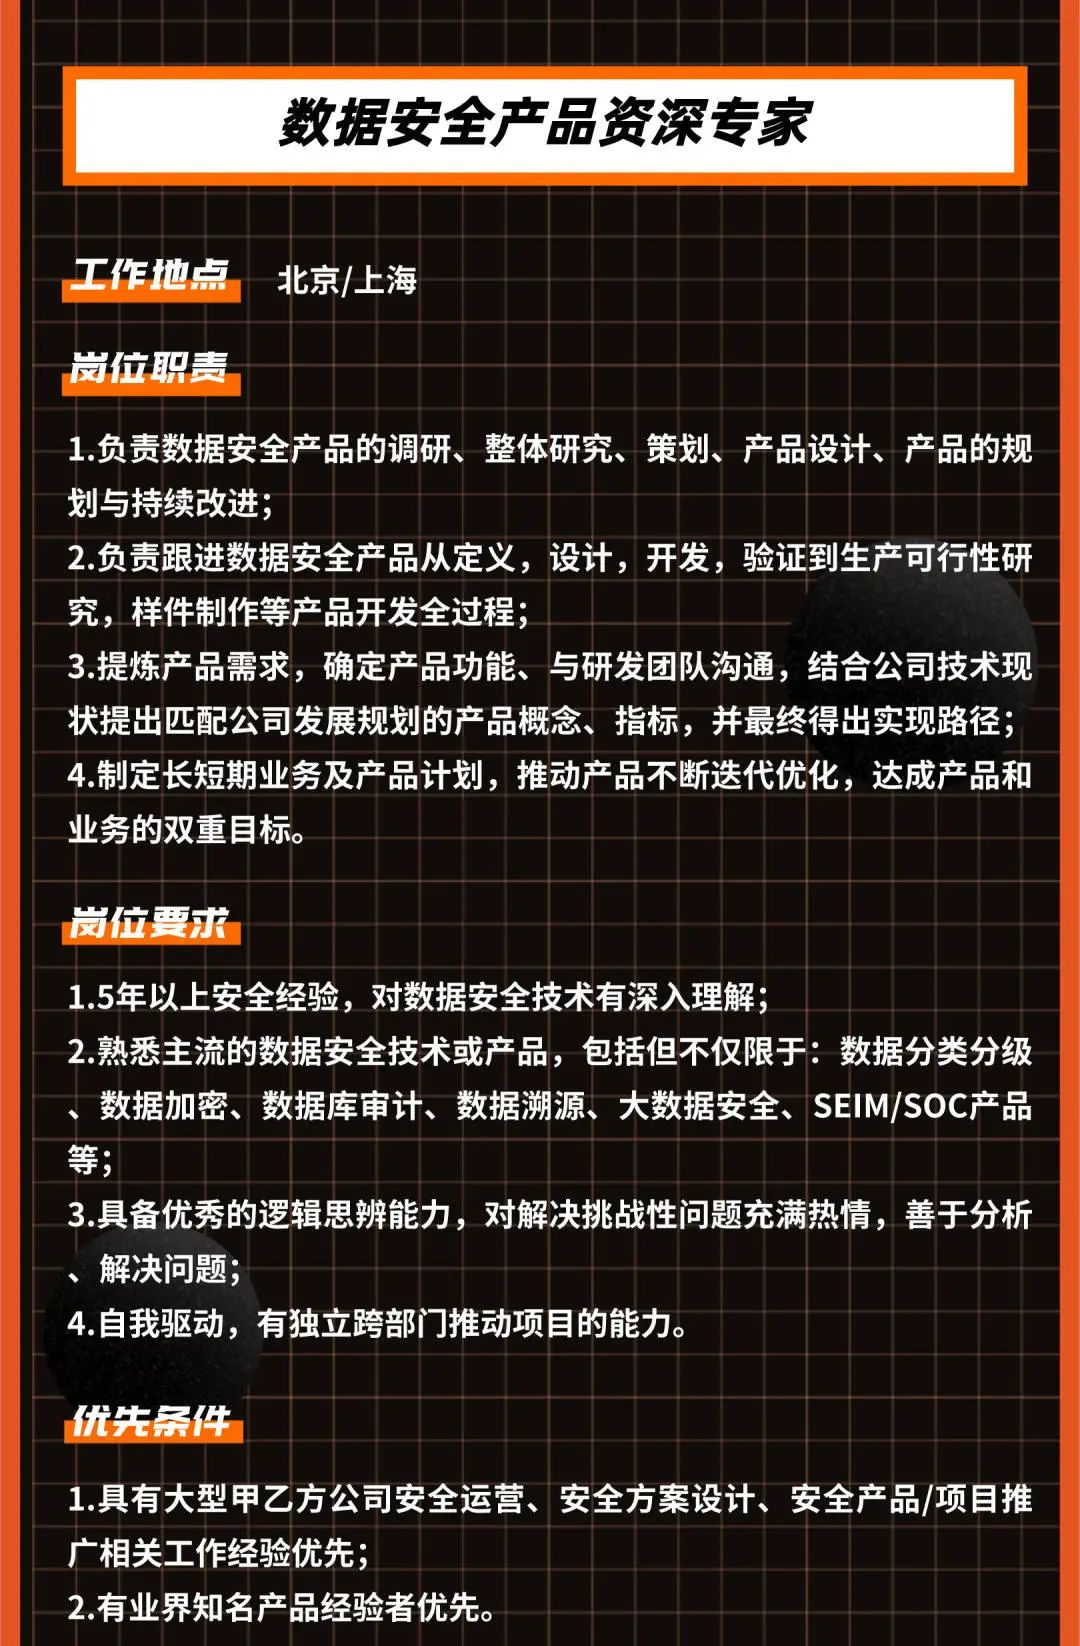 数据安全产品资深专家
工作地点 北京/上海
岗位职责
1.负责数据安全产品的调研、整体研究、策划、产品设计、产品的规
划与持续改进；
2.负责跟进数据安全产品从定义，设计，开发，验证到生产可行性研
究，样件制作等产品开发全过程；
3.提炼产品需求，确定产品功能、与研发团队沟通，结合公司技术现
状提出匹配公司发展规划的产品概念、指标，并最终得出实现路径；
4.制定长短期业务及产品计划，推动产品不断迭代优化，达成产品和
业务的双重目标。
岗位要求
1.5年以上安全经验，对数据安全技术有深入理解；
2.熟悉主流的数据安全技术或产品，包括但不仅限于：数据分类分级
、数据加密、数据库审计、数据溯源、大数据安全、SEIM/SOC产品
等；
3.具备优秀的逻辑思辨能力，对解决挑战性问题充满热情，善于分析
、解决问题；
4.自我驱动，有独立跨部门推动项目的能力。
优先条件
1.具有大型甲乙方公司安全运营、安全方案设计、安全产品/项目推
广相关工作经验优先；
2.有业界知名产品经验者优先。